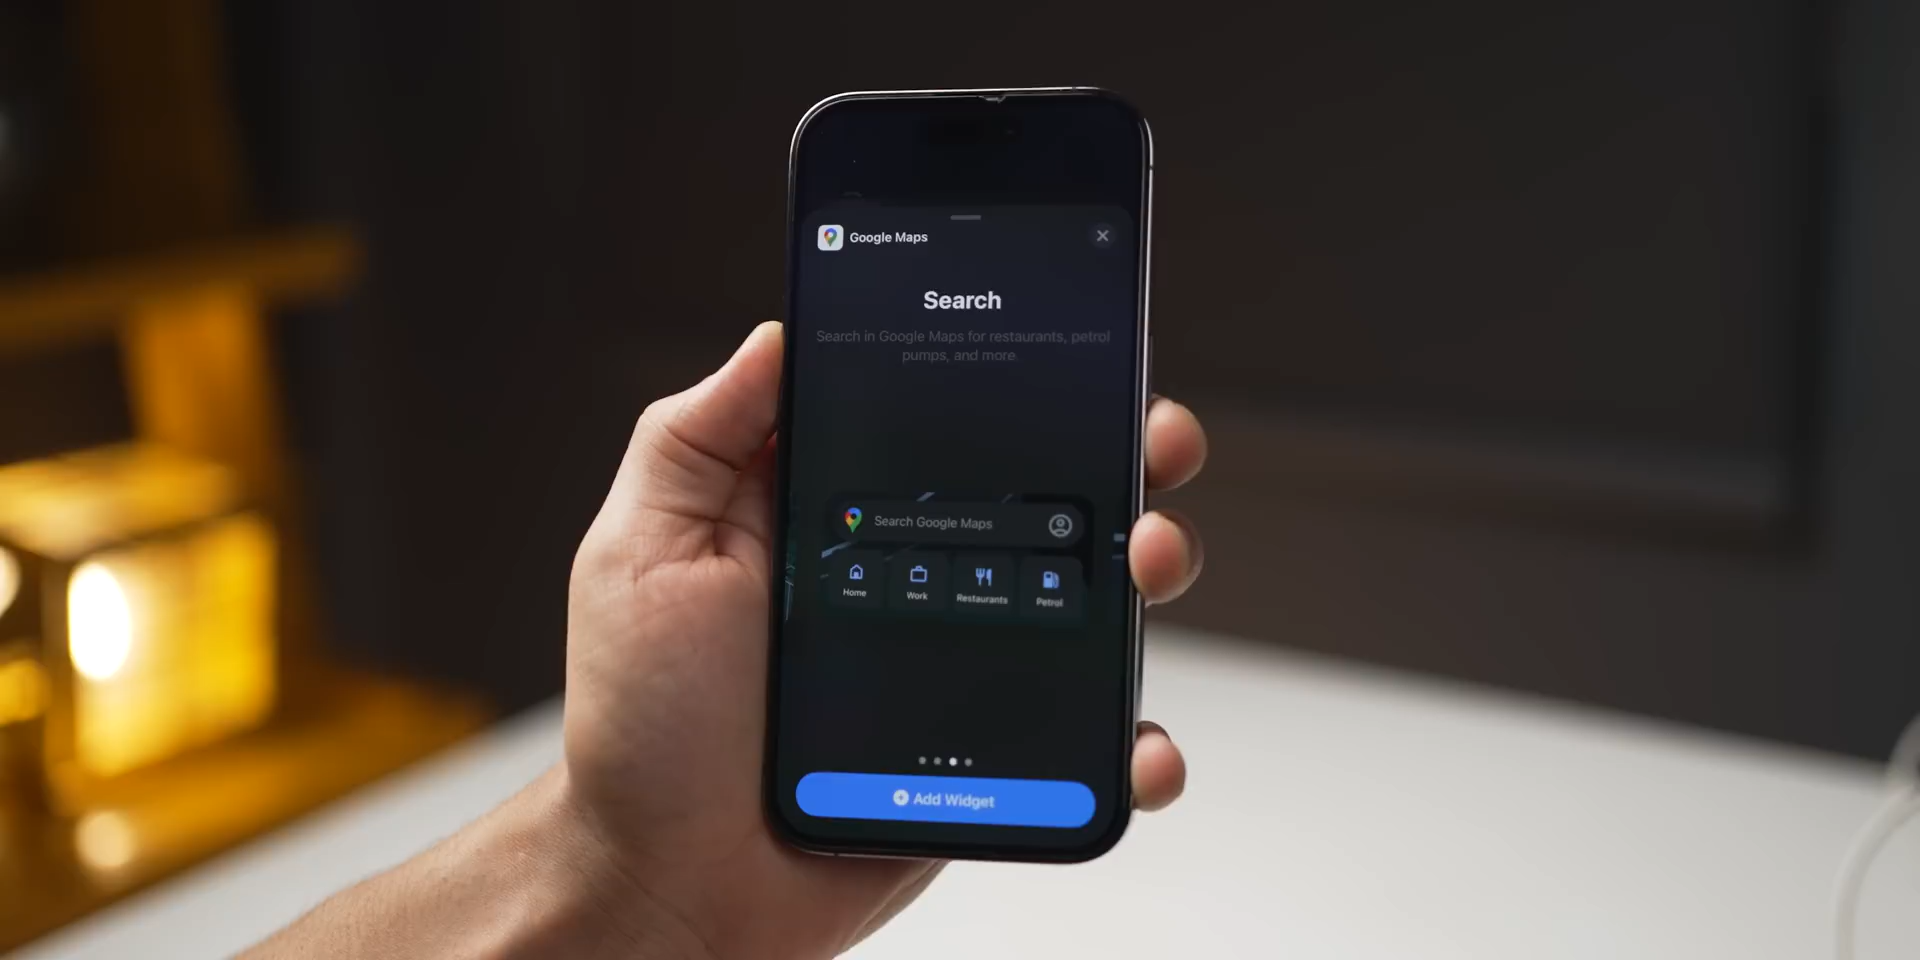 Google Maps
Search
Search in Google Maps for restaurants, petrol
pumps, and more.
Search Google Maps
Home
Work
Restaurants
Petrol
Add Widget